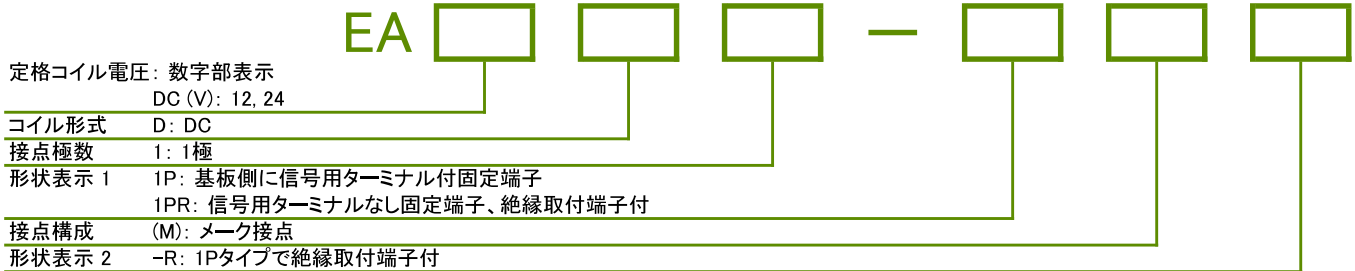 EA －
定格コイル電圧： 数字部表示
DC (V)： 12, 24
コイル形式 D： DC
接点極数 1： 1極
形状表示 1 1P： 基板側に信号用ターミナル付固定端子
1PR： 信号用ターミナルなし固定端子、絶縁取付端子付
接点構成 (M)： メーク接点
形状表示 2 -R： 1Pタイプで絶縁取付端子付